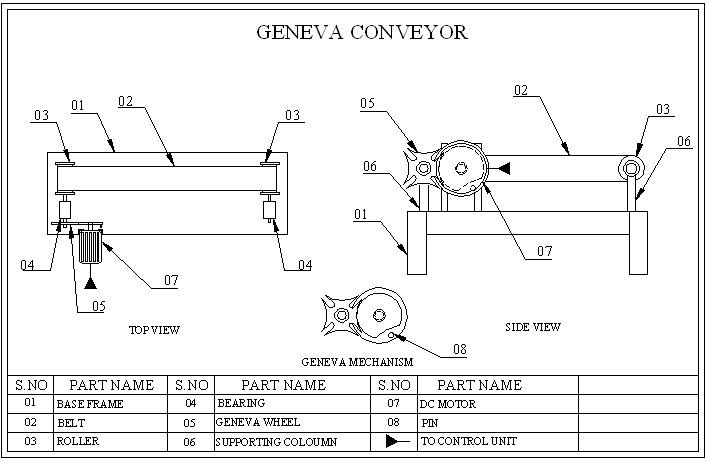 GENEVA CONVEYOR
03 01 02 03
04 05 07 04
TOP VIEW
05 02 03
06 06
01 07
SIDE VIEW
08
GENEVA MECHANISM
S.NO PART NAME S.NO PART NAME S.NO PART NAME
01 BASE FRAME 04 BEARING 07 DC MOTOR
02 BELT 05 GENEVA WHEEL 08 PIN
03 ROLLER 06 SUPPORTING COLOUMN TO CONTROL UNIT